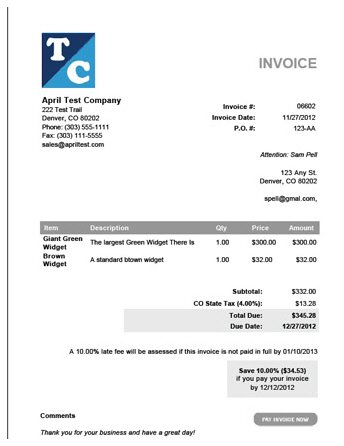 T
C
INVOICE
April Test Company
222 Test Trail
Denver, CO 80202
Phone: (303) 555-1111
Fax: (303) 111-5555
sales@apriltest.com
Invoice #: 06602
Invoice Date: 11/27/2012
P.O. #: 123-AA
Attention: Sam Pell
123 Any St.
Denver, CO 80202
spell@gmal.com,
Item Description Qty Price Amount
Giant Green
Widget The largest Green Widget There Is 1.00 $300.00 $300.00
Brown
Widget A standard btown widget 1.00 $32.00 $32.00
Subtotal: $332.00
CO State Tax (4.00%): $13.28
Total Due: $345.28
Due Date: 12/27/2012
A 10.00% late fee will be assessed if this invoice is not paid in full by 01/10/2013
Save 10.00% ($34.53)
if you pay your invoice
by 12/12/2012
Comments
PAY INVOICE NOW
Thank you for your business and have a great day!